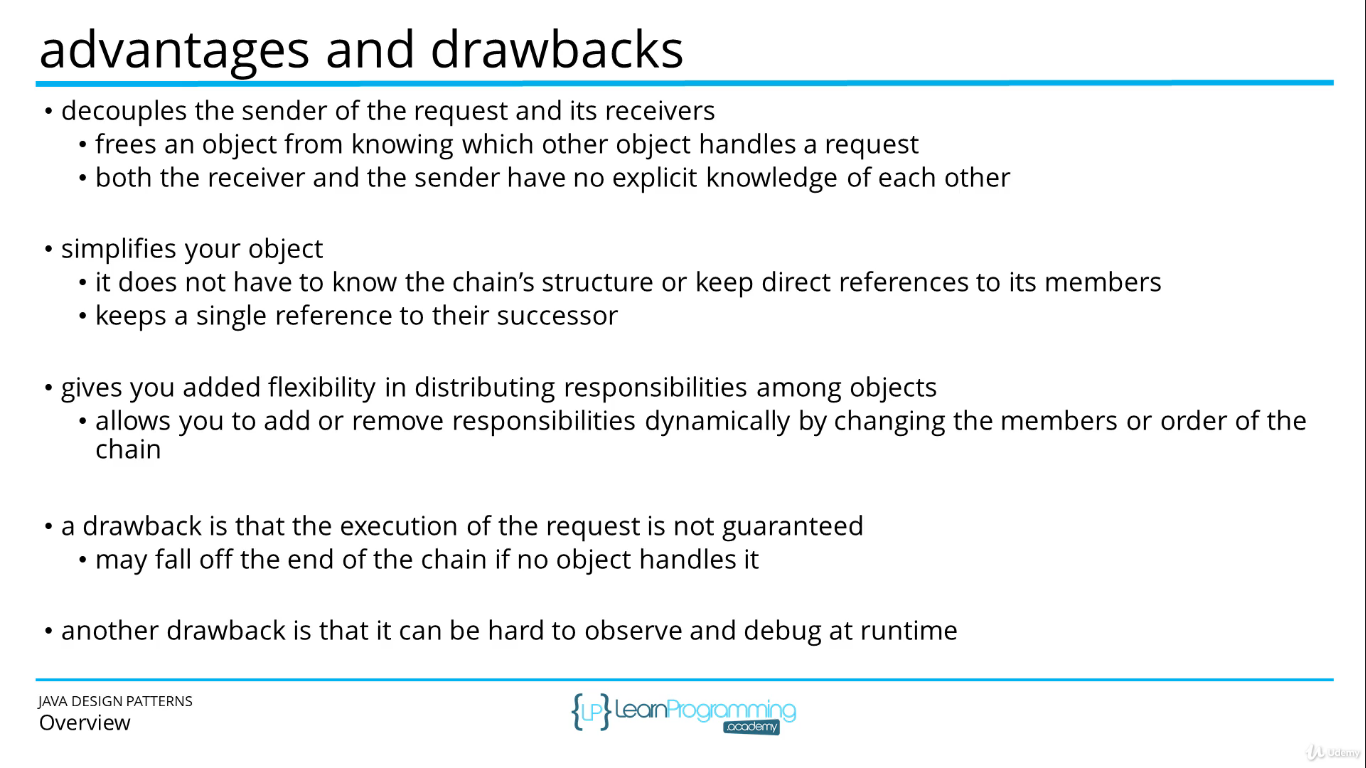 advantages and drawbacks
• decouples the sender of the request and its receivers
• frees an object from knowing which other object handles a request
• both the receiver and the sender have no explicit knowledge of each other
• simplifies your object
• it does not have to know the chain’s structure or keep direct references to its members
• keeps a single reference to their successor
• gives you added flexibility in distributing responsibilities among objects
• allows you to add or remove responsibilities dynamically by changing the members or order of the
chain
• a drawback is that the execution of the request is not guaranteed
• may fall off the end of the chain if no object handles it
• another drawback is that it can be hard to observe and debug at runtime
JAVA DESIGN PATTERNS
Overview
{LP} LearnProgramming
.academy
Udemy